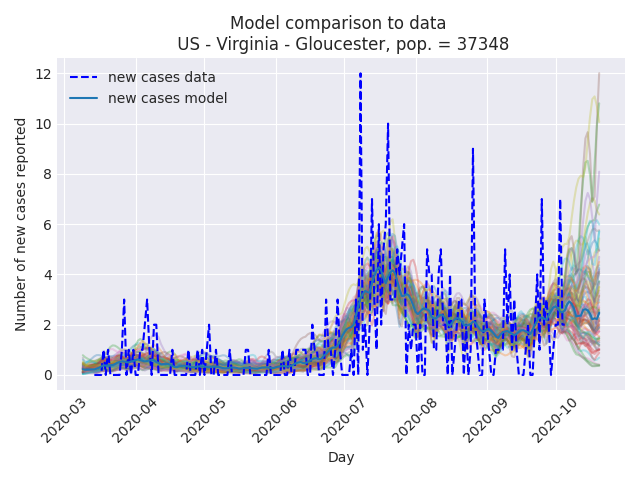 Model comparison to data
US - Virginia - Gloucester, pop. = 37348
new cases data
new cases model
Number of new cases reported
12
10
8
6
4
2
0
2020-03
2020-04
2020-05
2020-06
2020-07
2020-08
2020-09
2020-10
Day